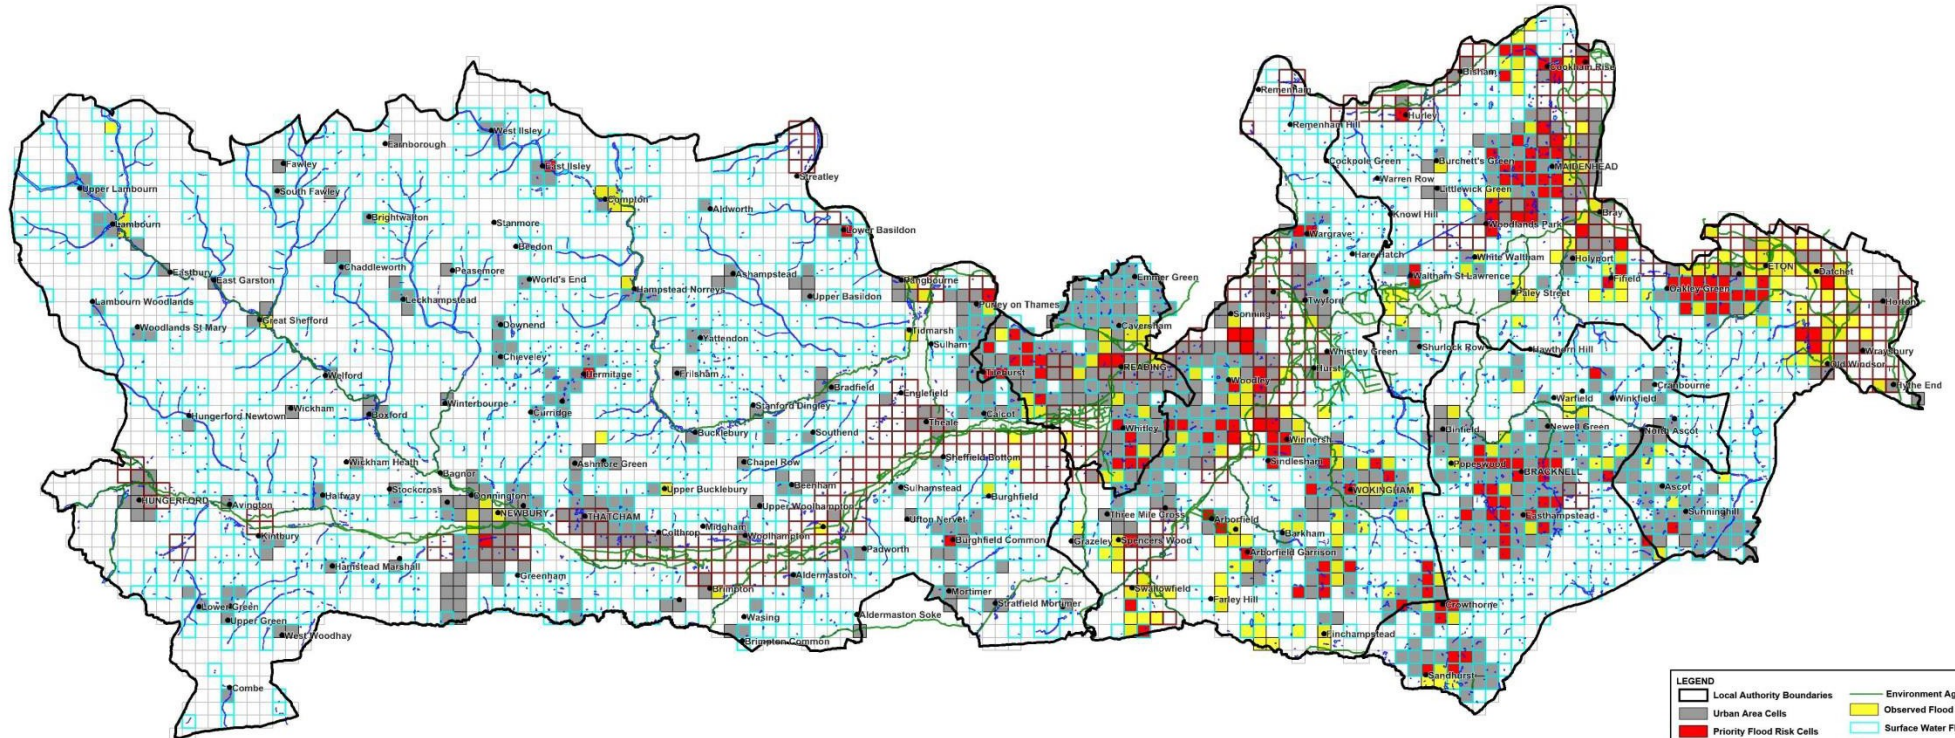 Cookham Rise
Bisham
Remenham
Hurley
Remenham Hill
West Ilsley
Farnborough
Fawley
East Ilsley
Cockpole Green
Burchett's Green
MAIDENHEAD
Streatley
Warren Row
Upper Lambourn
South Fawley
Littlewick Green
Compton
Aldworth
Brightwalton
Knowl Hill
Bray
Lambourn
Stanmore
Lower Basildon
Woodlands Park
Wargrave
Beedon
Hare Hatch
White Waltham
Holyport
Eastbury
Chaddleworth
Peasemore
ETON
Datchet
East Garston
World's End
Ashampstead
Pangbourne
Emmer Green
Waltham St Lawrence
Fifield
Hampstead Norreys
Oakley Green
Lambourn Woodlands
Leckhampstead
Upper Basildon
Purley on Thames
Twyford
Paley Street
Horton
Great Shefford
Sonning
Woodlands St Mary
Downend
Caversham
Tidmarsh
Yattendon
Sulham
Shurlock Row
Hawthorn Hill
Whistley Green
Wraysbury
Chieveley
Old Windsor
READING
Hurst
Welford
Hermitage
Frilsham
Tilehurst
Woodley
Cranbourne
Hythe End
Bradfield
Englefield
Warfield
Winkfield
Winterbourne
Stanford Dingley
Wickham
Curridge
Boxford
Calcot
Hungerford Newtown
Theale
Whitley
Binfield
Newell Green
North Ascot
Bucklebury
Southend
Winnersh
Sheffield Bottom
Sindlesham
Popeswood
Wickham Heath
Ashmore Green
Chapel Row
BRACKNELL
Bagnor
Beenham
Sulhamstead
Ascot
Stockcross
Upper Bucklebury
WOKINGHAM
Halfway
Donnington
Burghfield
HUNGERFORD
Avington
Upper Woolhampton
NEWBURY
THATCHAM
Three Mile Cross
Easthampstead
Sunninghill
Ufton Nervet
Arborfield
Midgham
Colthrop
Woolhampton
Barkham
Kintbury
Burghfield Common
Grazeley
Spencers Wood
Padworth
Arborfield Garrison
Hamstead Marshall
Greenham
Aldermaston
Brimpton
Swallowfield
Mortimer
Farley Hill
Lower Green
Stratfield Mortimer
Crowthorne
Upper Green
Wasing
Aldermaston Soke
West Woodhay
Brimpton Common
Finchampstead
Sandhurst
Combe
LEGEND
Local Authority Boundaries
Environment Ag
Urban Area Cells
Observed Flood
Priority Flood Risk Cells
Surface Water F